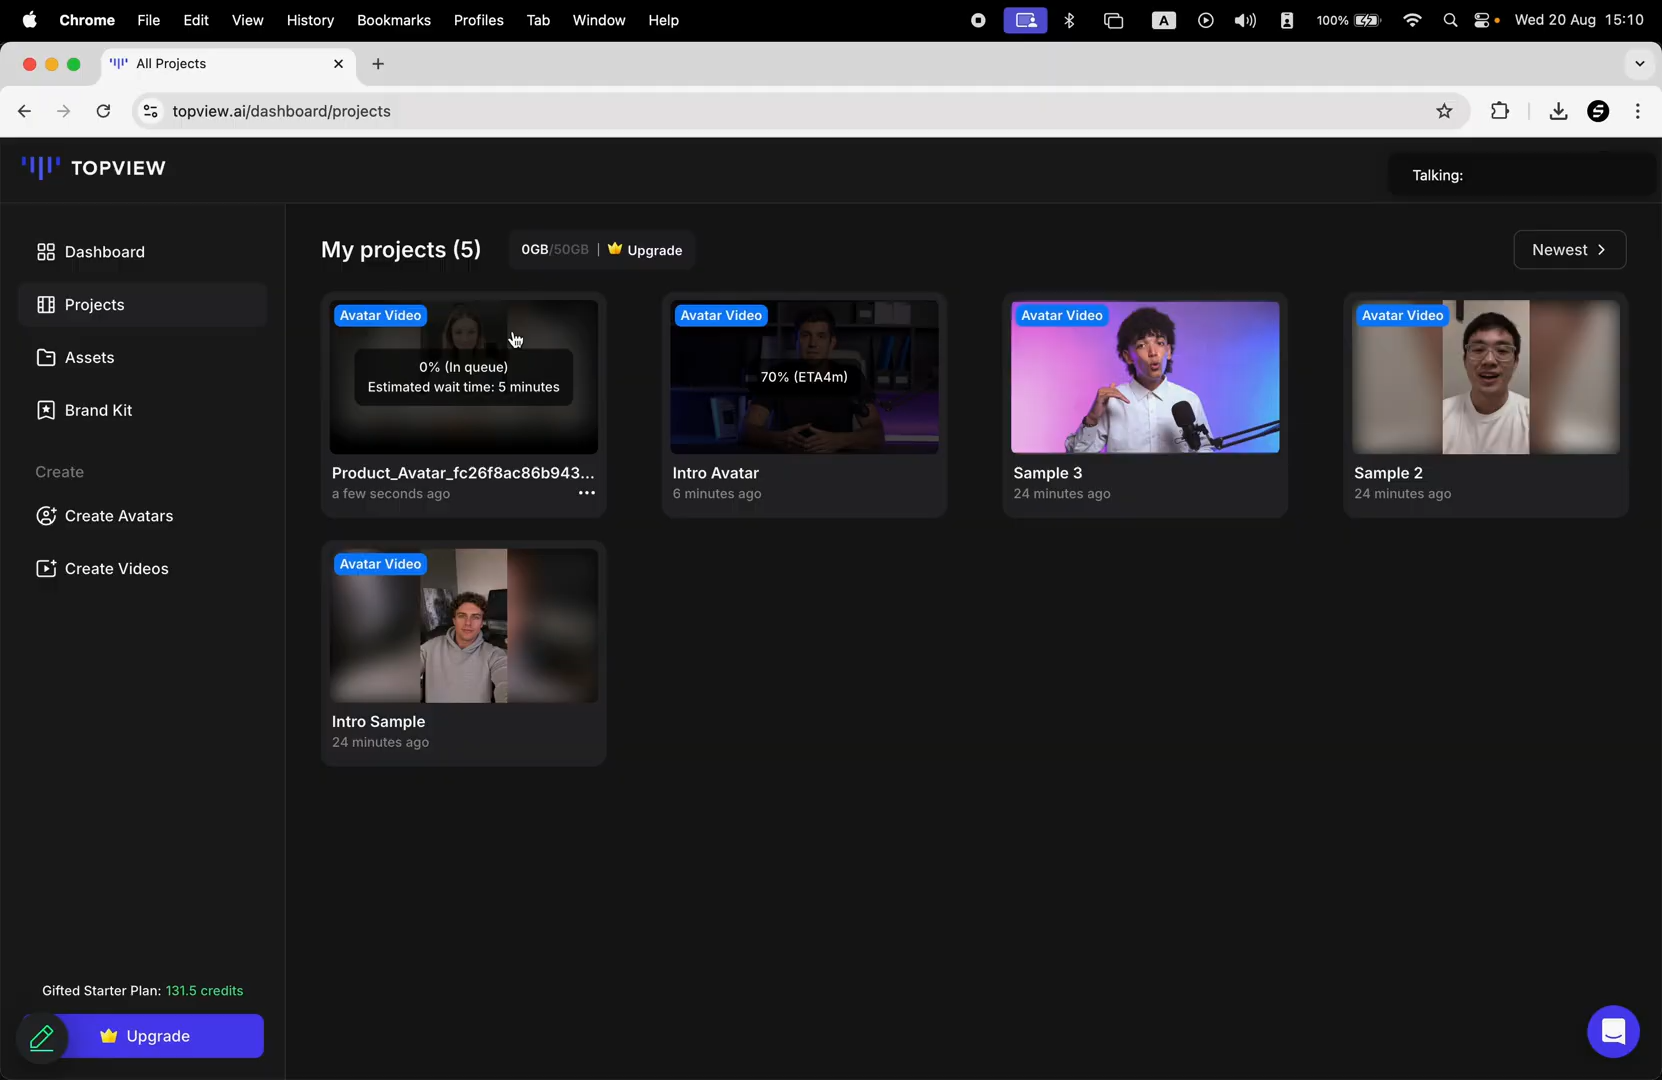 Chrome File Edit View History Bookmarks Profiles Tab Window Help A 100% Wed 20 Aug 15:10
All Projects
topview.ai/dashboard/projects S
TOPVIEW
Talking:
Dashboard
Projects
Assets
Brand Kit
Create
Create Avatars
Create Videos
Gifted Starter Plan: 131.5 credits
Upgrade
My projects (5) 0GB/50GB | Upgrade
Newest
Avatar Video
0% (In queue)
Estimated wait time: 5 minutes
Product_Avatar_fc26f8ac86b943...
a few seconds ago
Avatar Video
70% (ETA4m)
Intro Avatar
6 minutes ago
Avatar Video
Sample 3
24 minutes ago
Avatar Video
Sample 2
24 minutes ago
Avatar Video
Intro Sample
24 minutes ago